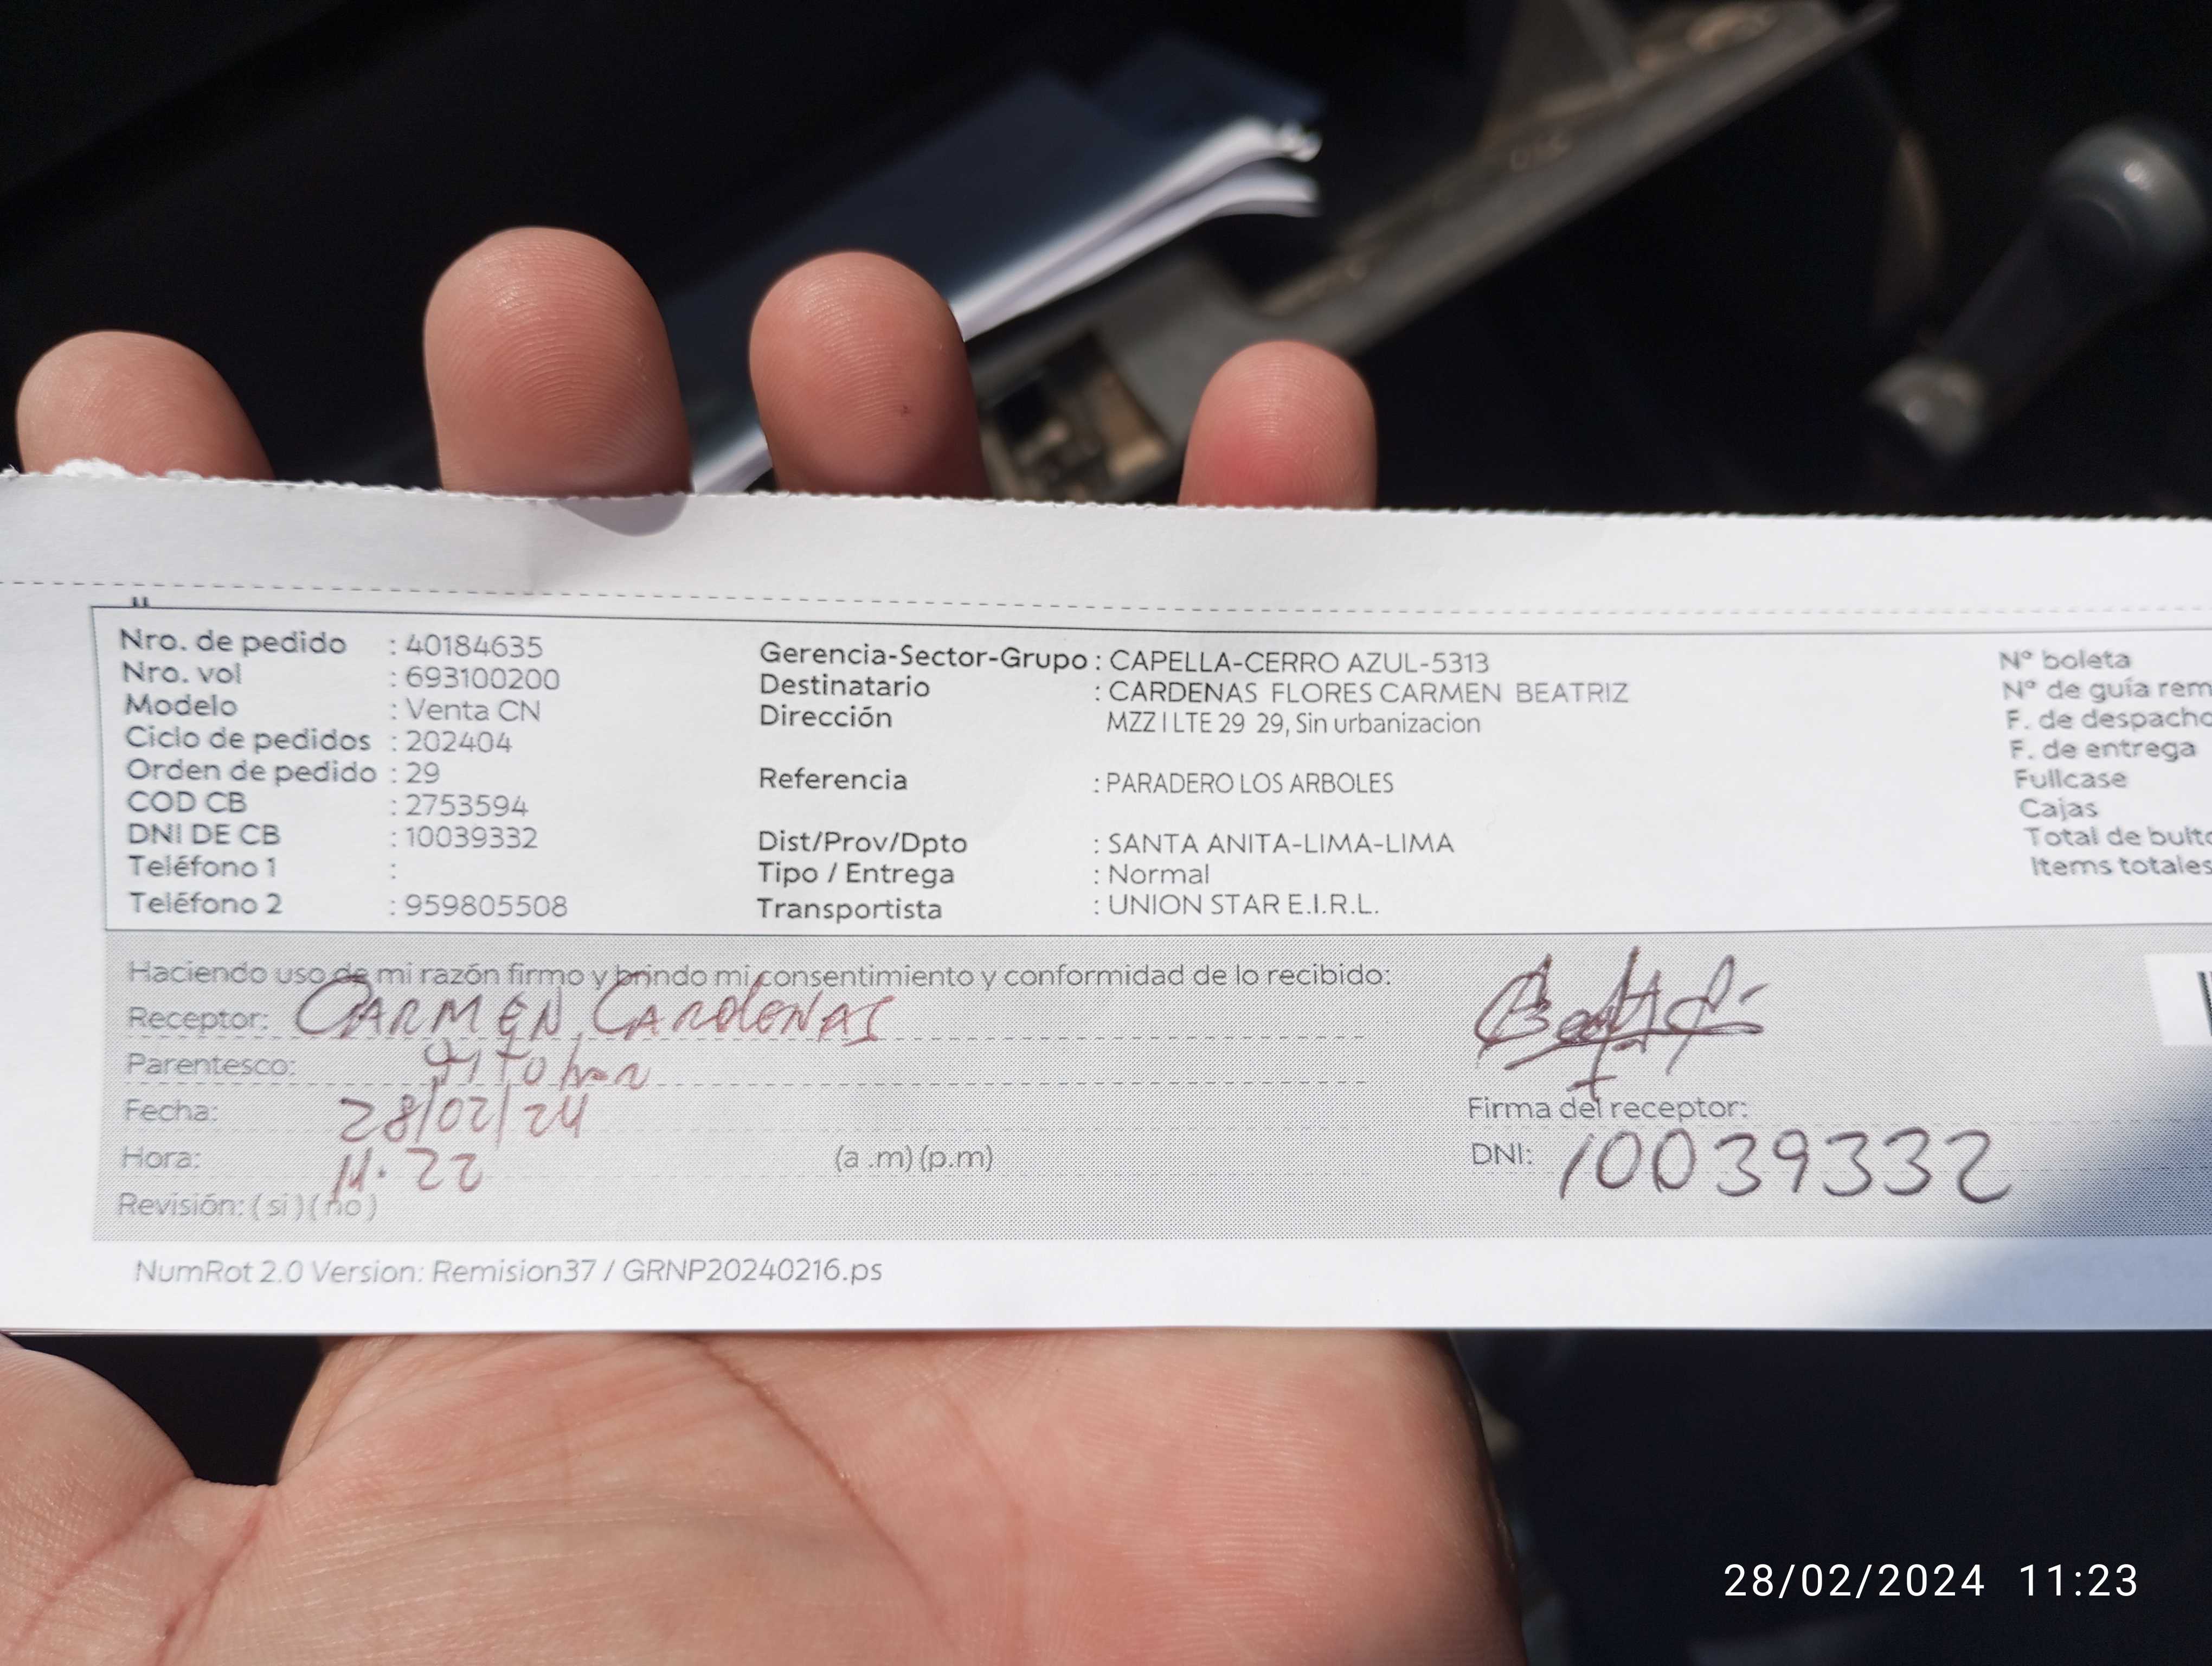 Nro. de pedido : 40184635
Nro. vol : 693100200
Modelo : Venta CN
Ciclo de pedidos : 202404
Orden de pedido : 29
COD CB : 2753594
DNI DE CB : 10039332
Teléfono 1 :
Teléfono 2 : 959805508
Gerencia-Sector-Grupo : CAPELLA-CERRO AZUL-5313
Destinatario : CARDENAS FLORES CARMEN BEATRIZ
Dirección MZZ I LTE 29 29, Sin urbanizacion
Referencia : PARADERO LOS ARBOLES
Dist/Prov/Dpto : SANTA ANITA-LIMA-LIMA
Tipo / Entrega : Normal
Transportista : UNION STAR E.I.R.L.
Nº boleta
Nº de guía rem
F. de despacho
F. de entrega
Fullcase
Cajas
Total de bulto
Items totales
Haciendo uso de mi razón firmo y brindo mi consentimiento y conformidad de lo recibido:
Receptor: CARMEN CARDENAS
Parentesco:
Fecha: 28/02/24
Hora: 11.22 (a .m) (p.m)
Revisión: ( si ) ( no )
Firma del receptor:
DNI: 10039332
NumRot 2.0 Version: Remision37 / GRNP20240216.ps
28/02/2024 11:23